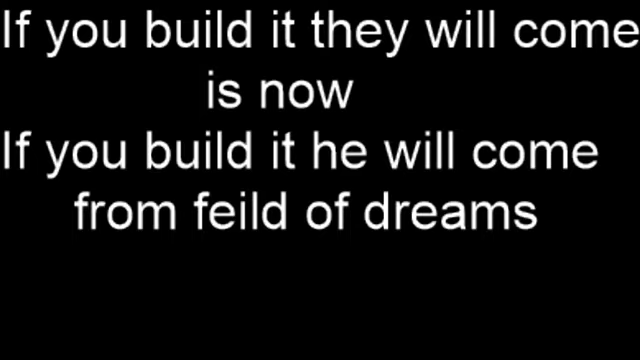 If you build it they will come
is now
If you build it he will come
from feild of dreams